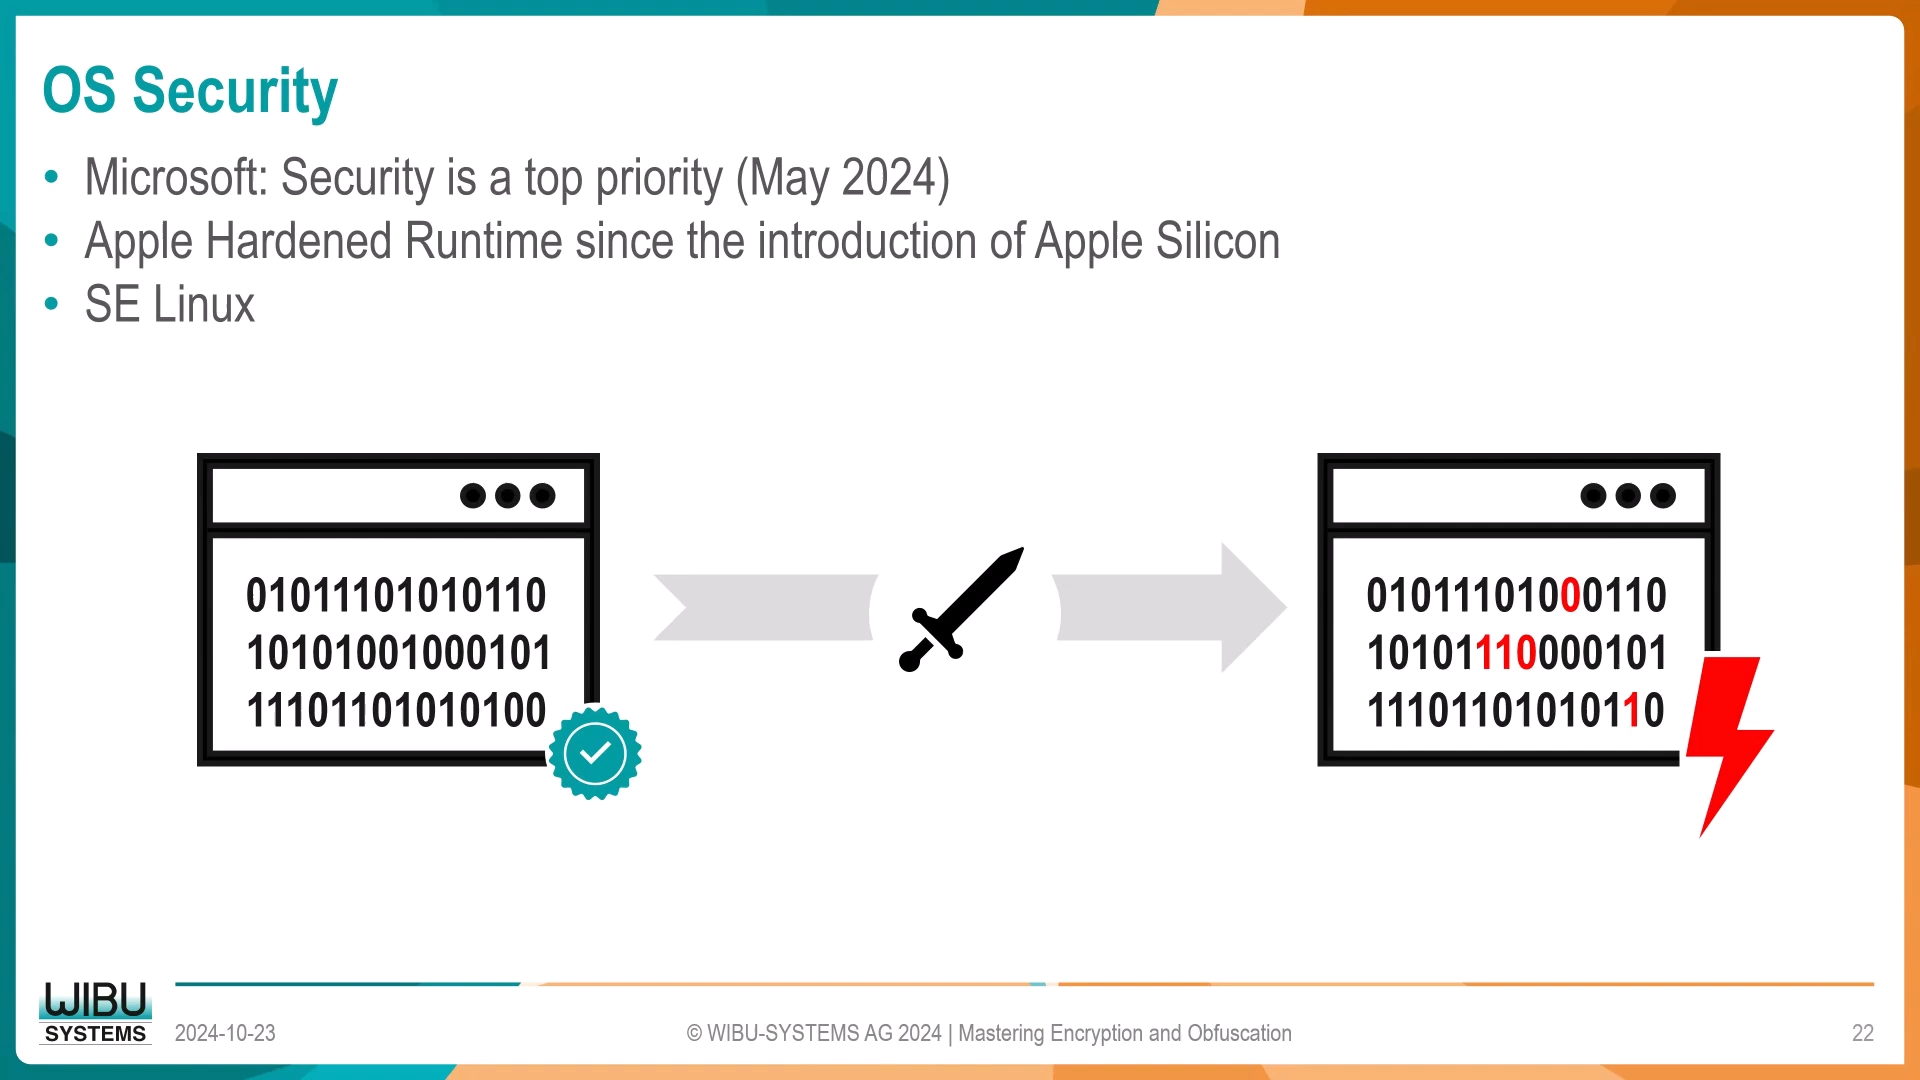 OS Security
• Microsoft: Security is a top priority (May 2024)
• Apple Hardened Runtime since the introduction of Apple Silicon
• SE Linux
01011101010110
10101001000101
11101101010100
01011101000110
10101110000101
11101101010110
WIBU
SYSTEMS
2024-10-23
© WIBU-SYSTEMS AG 2024 | Mastering Encryption and Obfuscation
22